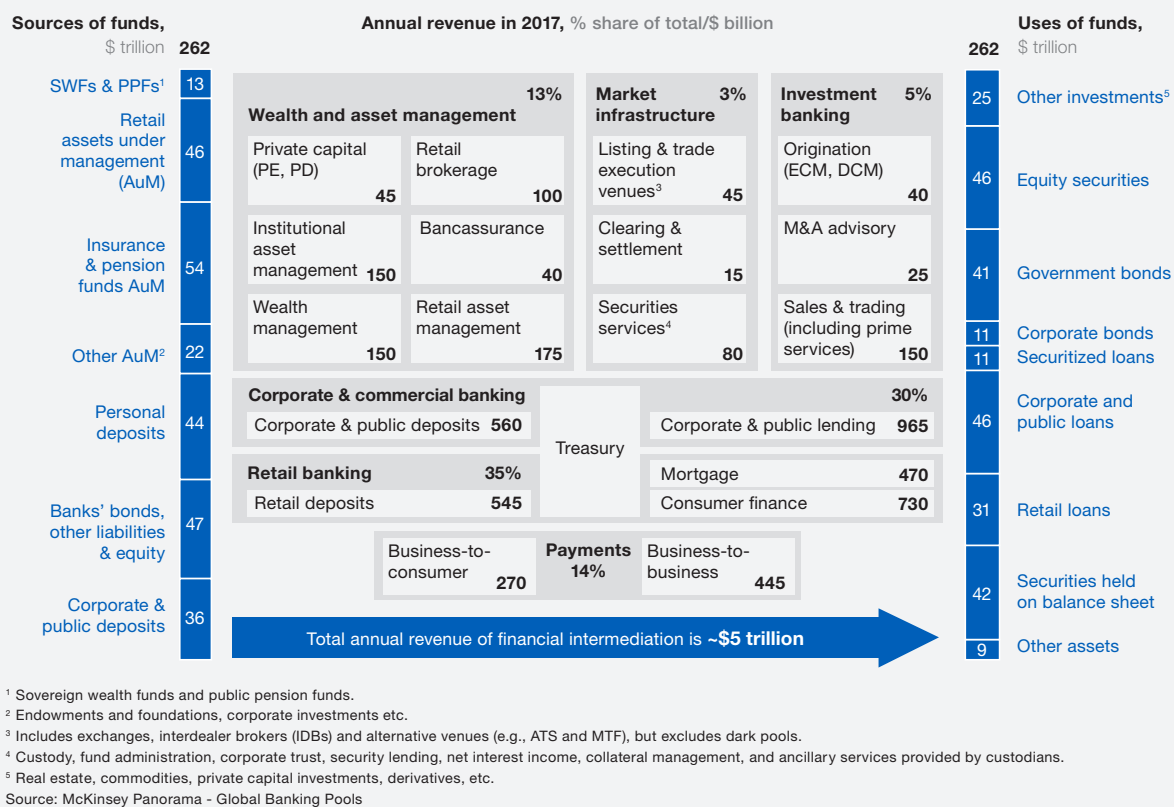 Sources of funds,
$ trillion
262
Annual revenue in 2017, % share of total/$ billion
Uses of funds,
262 $ trillion
SWFs & PPFs¹
13
Retail
assets under
management
(AuM)
46
Insurance
& pension
funds AuM
54
Other AuM²
22
Personal
deposits
44
Banks’ bonds,
other liabilities
& equity
47
Corporate &
public deposits
36
13%
Wealth and asset management
Private capital
(PE, PD)
45
Retail
brokerage
100
Institutional
asset
management 150
Bancassurance
40
Wealth
management
150
Retail asset
management
175
Market 3%
infrastructure
Listing & trade
execution
venues³ 45
Clearing &
settlement
15
Securities
services⁴
80
Investment 5%
banking
Origination
(ECM, DCM)
40
M&A advisory
25
Sales & trading
(including prime
services) 150
Corporate & commercial banking
30%
Corporate & public deposits 560
Corporate & public lending 965
Treasury
Retail banking 35%
Retail deposits 545
Mortgage 470
Consumer finance 730
Business-to-
consumer
270
Payments
14%
Business-to-
business
445
Total annual revenue of financial intermediation is ~$5 trillion
25
Other investments⁵
46
Equity securities
41
Government bonds
11
Corporate bonds
11
Securitized loans
46
Corporate and
public loans
31
Retail loans
42
Securities held
on balance sheet
9
Other assets
¹ Sovereign wealth funds and public pension funds.
² Endowments and foundations, corporate investments etc.
³ Includes exchanges, interdealer brokers (IDBs) and alternative venues (e.g., ATS and MTF), but excludes dark pools.
⁴ Custody, fund administration, corporate trust, security lending, net interest income, collateral management, and ancillary services provided by custodians.
⁵ Real estate, commodities, private capital investments, derivatives, etc.
Source: McKinsey Panorama - Global Banking Pools